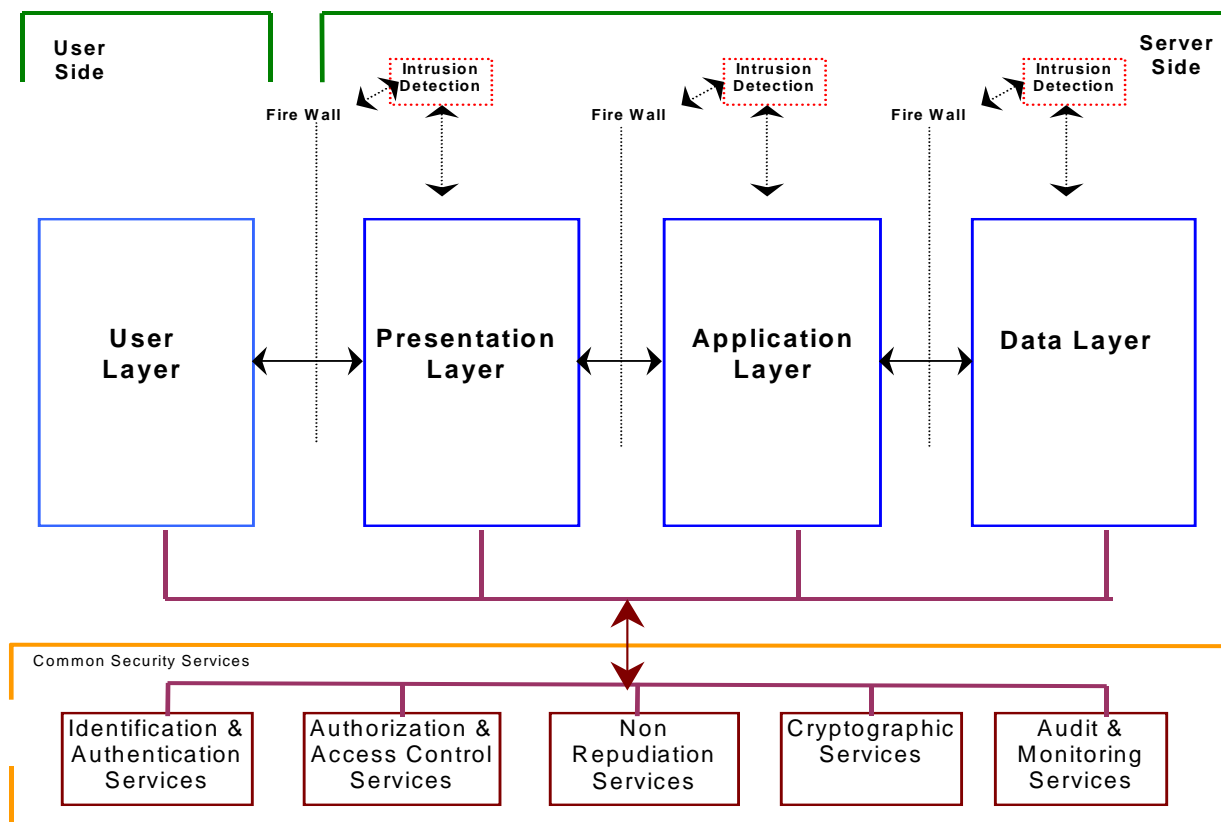 User
Side
Server
Side
Intrusion
Detection
Intrusion
Detection
Intrusion
Detection
Fire Wall
Fire Wall
Fire Wall
User
Layer
Presentation
Layer
Application
Layer
Data Layer
Common Security Services
Identification &
Authentication
Services
Authorization &
Access Control
Services
Non
Repudiation
Services
Cryptographic
Services
Audit &
Monitoring
Services